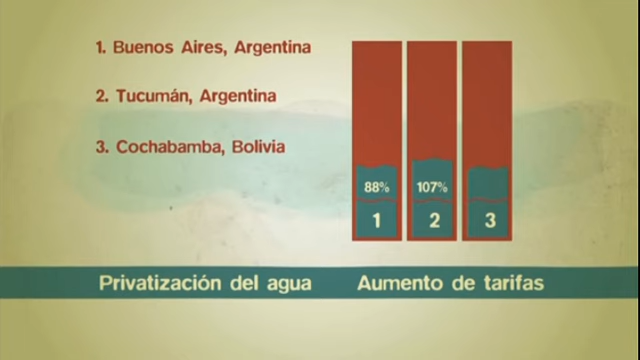 1. Buenos Aires, Argentina
2. Tucumán, Argentina
3. Cochabamba, Bolivia
88% 107%
1 2 3
Privatización del agua Aumento de tarifas